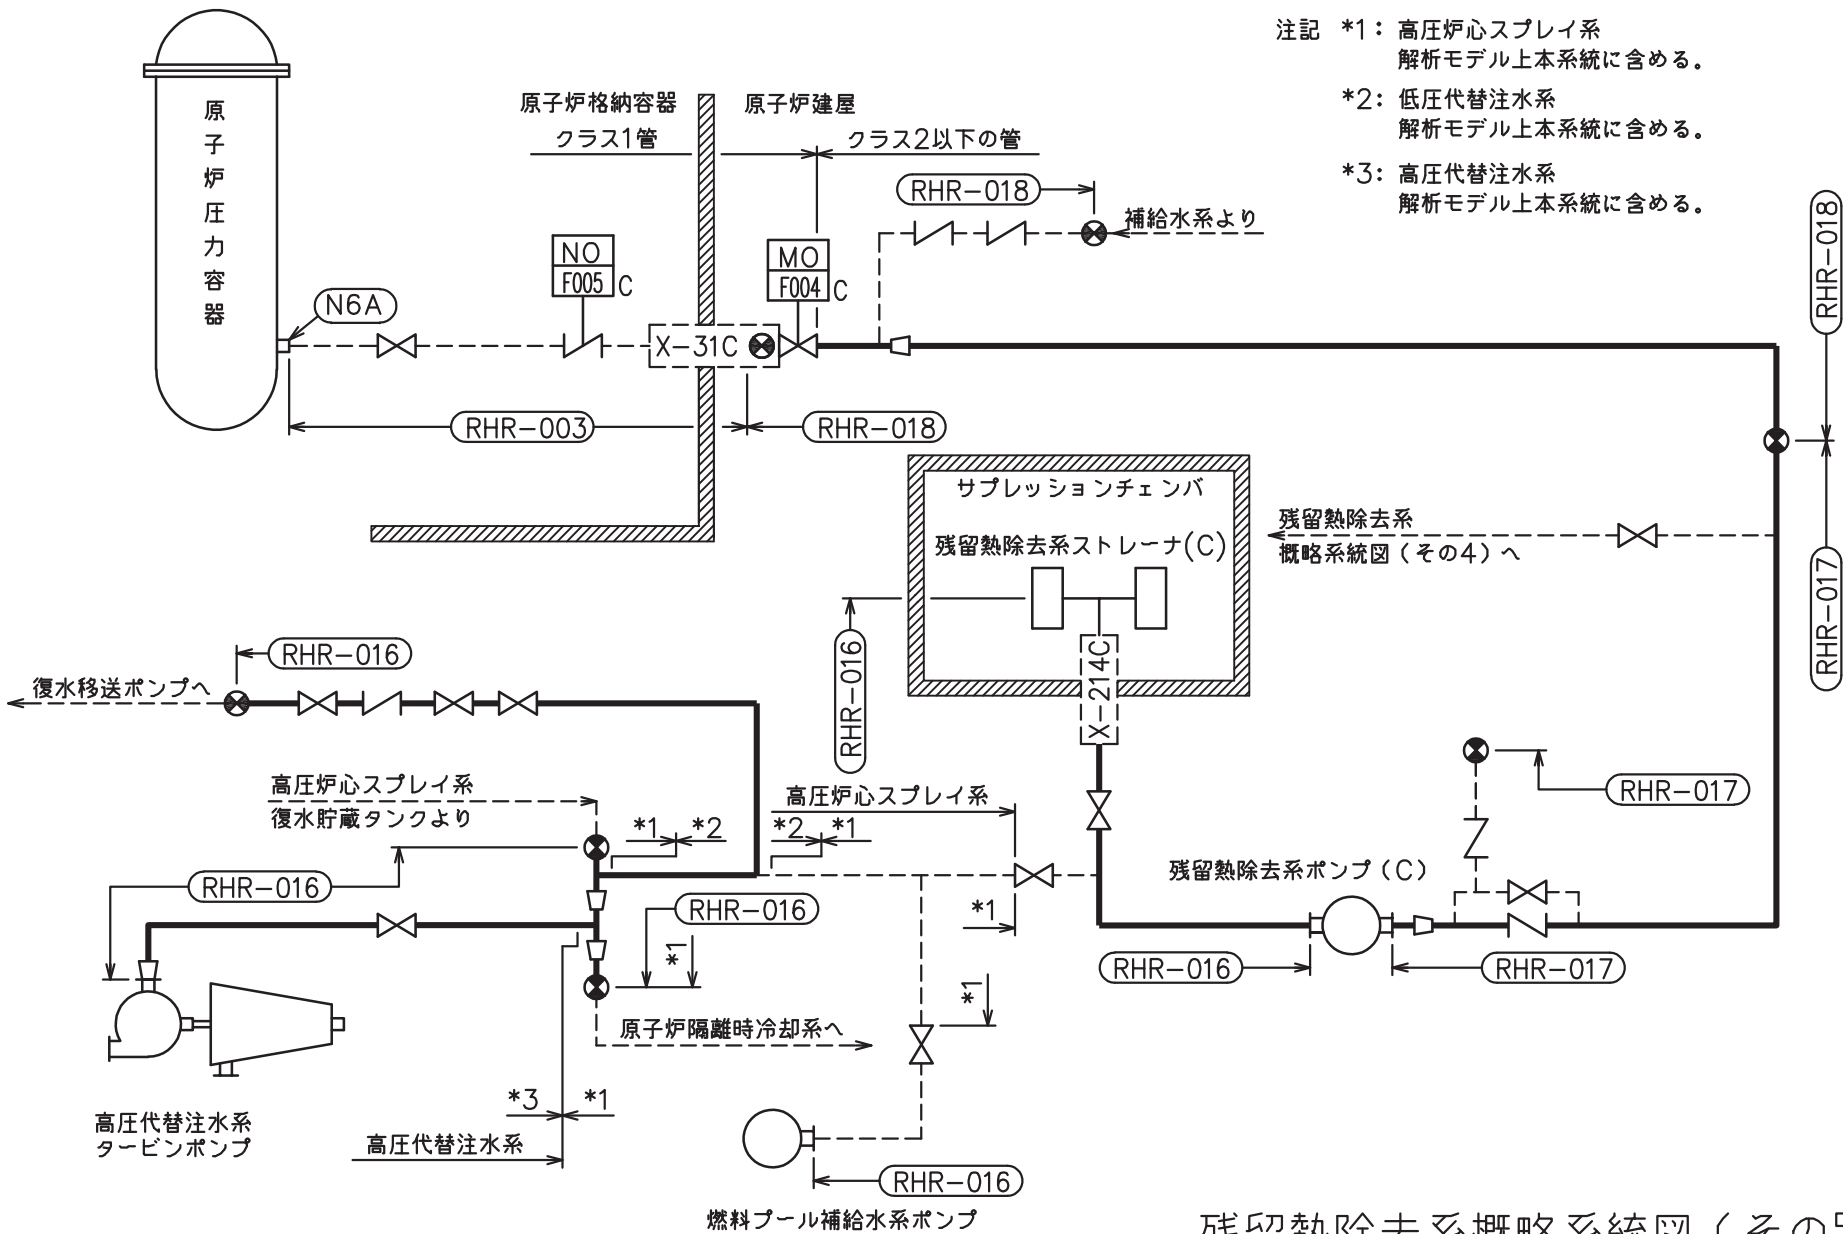 注記 *1: 高圧炉心スプレイ系
解析モデル上本系統に含める。
*2: 低圧代替注水系
解析モデル上本系統に含める。
*3: 高圧代替注水系
解析モデル上本系統に含める。
原子炉圧力容器
原子炉格納容器
原子炉建屋
クラス1管
クラス2以下の管
RHR-018
補給水系より
NO
F005 C
MO
F004 C
N6A
X-31C
RHR-003
RHR-018
RHR-018
RHR-017
サプレッションチェンバ
残留熱除去系ストレーナ(C)
残留熱除去系
概略系統図(その4)へ
RHR-016
X-214C
RHR-016
復水移送ポンプへ
高圧炉心スプレイ系
復水貯蔵タンクより
*1 *2
*2 *1
高圧炉心スプレイ系
RHR-017
残留熱除去系ポンプ(C)
RHR-016
RHR-016
*1
*1
RHR-016
RHR-017
*1
原子炉隔離時冷却系へ
*3 *1
高圧代替注水系
タービンポンプ
高圧代替注水系
RHR-016
燃料プール補給水系ポンプ
残留熱除去系概略系統図(その